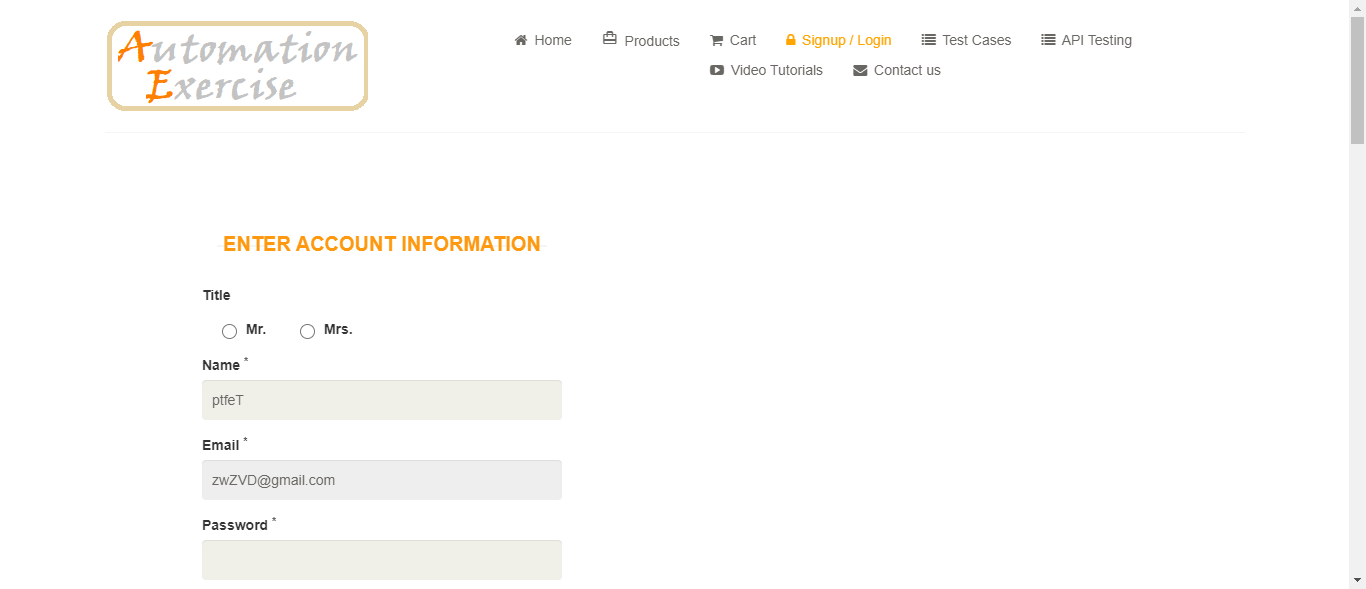 Automation
Exercise
Home Products Cart Signup / Login Test Cases API Testing
Video Tutorials Contact us
ENTER ACCOUNT INFORMATION
Title
Mr. Mrs.
Name *
ptfeT
Email *
zwZVD@gmail.com
Password *